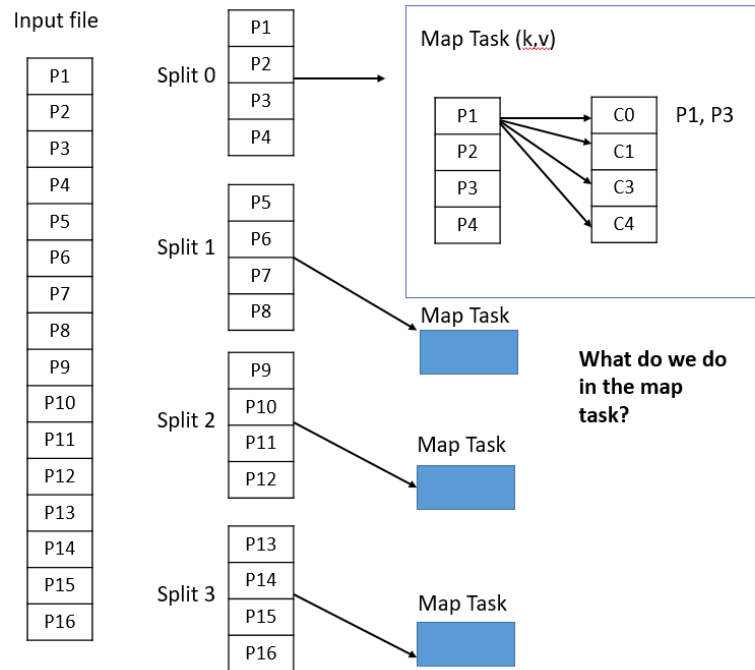 Input file
P1
P2
P3
P4
P5
P6
P7
P8
P9
P10
P11
P12
P13
P14
P15
P16
Split 0
P1
P2
P3
P4
Split 1
P5
P6
P7
P8
Split 2
P9
P10
P11
P12
Split 3
P13
P14
P15
P16
Map Task (k,v)
P1
P2
P3
P4
C0
C1
C3
C4
P1, P3
Map Task
Map Task
Map Task
What do we do
in the map
task?